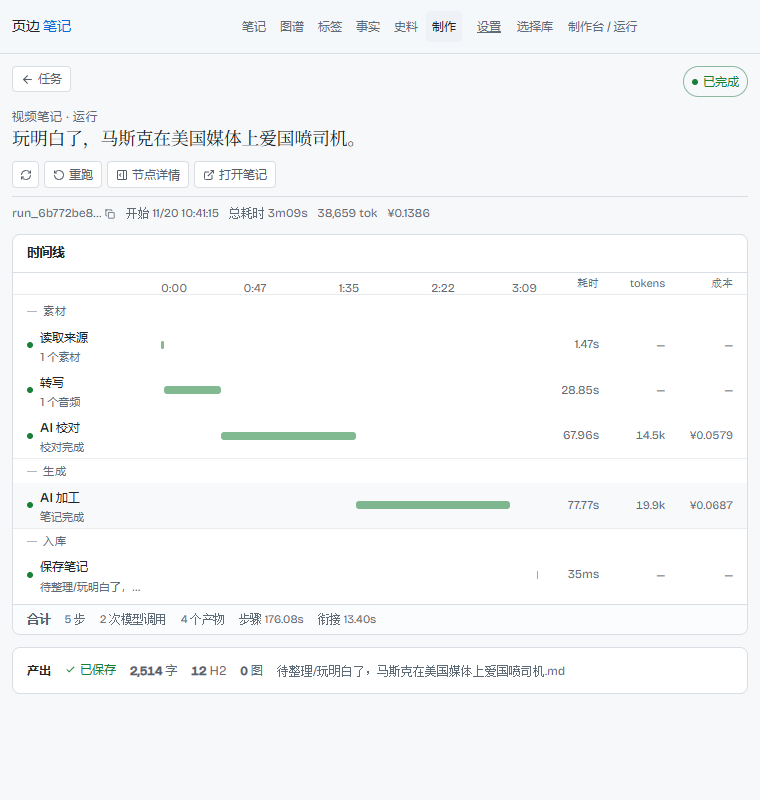 页边 笔记 笔记 图谱 标签 事实 史料 制作 设置 选择库 制作台 / 运行
← 任务 已完成
视频笔记 · 运行
玩明白了，马斯克在美国媒体上爱国喷司机。
重跑 节点详情 打开笔记
run_6b772be8... 开始 11/20 10:41:15 总耗时 3m09s 38,659 tok ¥0.1386
时间线
0:00 0:47 1:35 2:22 3:09 耗时 tokens 成本
— 素材
读取来源
1 个素材 1.47s — —
转写
1 个音频 28.85s — —
AI 校对
校对完成 67.96s 14.5k ¥0.0579
— 生成
AI 加工
笔记完成 77.77s 19.9k ¥0.0687
— 入库
保存笔记
待整理/玩明白了，... 35ms — —
合计 5 步 2 次模型调用 4 个产物 步骤 176.08s 衔接 13.40s
产出 已保存 2,514 字 12 H2 0 图 待整理/玩明白了，马斯克在美国媒体上爱国喷司机.md